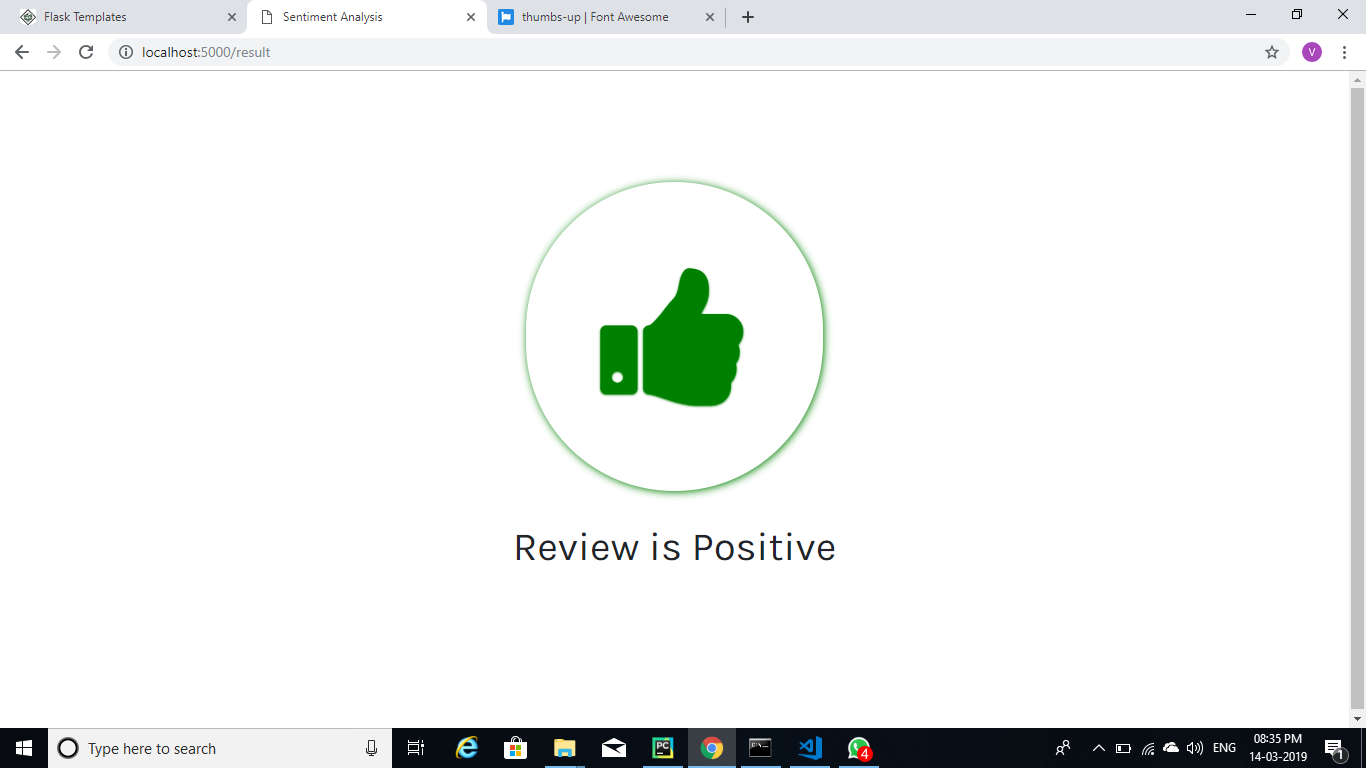 Flask Templates
Sentiment Analysis
thumbs-up | Font Awesome
localhost:5000/result
V
Review is Positive
Type here to search
PC
4
ENG
08:35 PM
14-03-2019
1